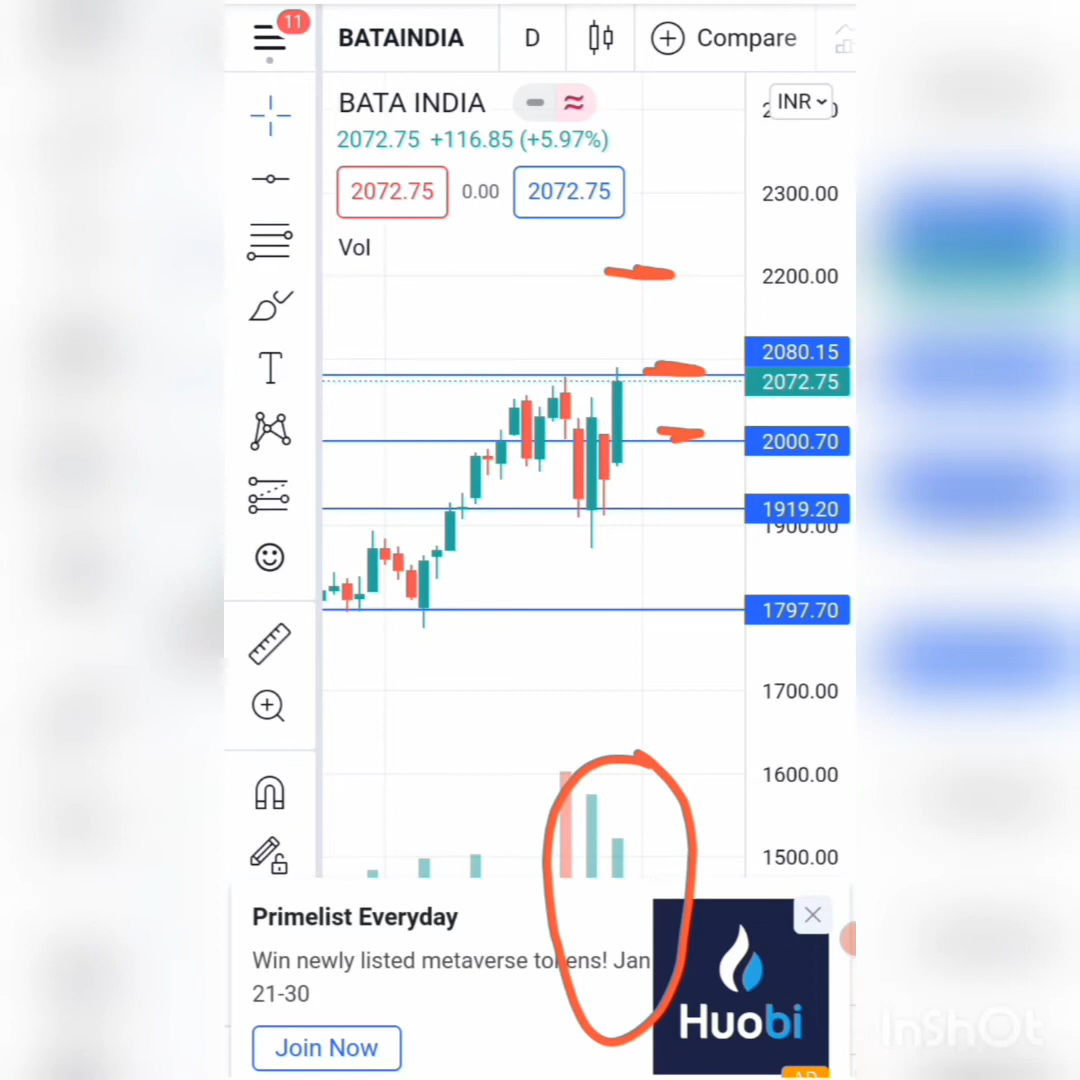 11
BATAINDIA D Compare
BATA INDIA
INR
2072.75 +116.85 (+5.97%)
2072.75 0.00 2072.75
2300.00
Vol
2200.00
2080.15
2072.75
2000.70
1919.20
1900.00
1797.70
1700.00
1600.00
1500.00
Primelist Everyday
Win newly listed metaverse tokens! Jan
21-30
Join Now
Huobi
AD
InShOt